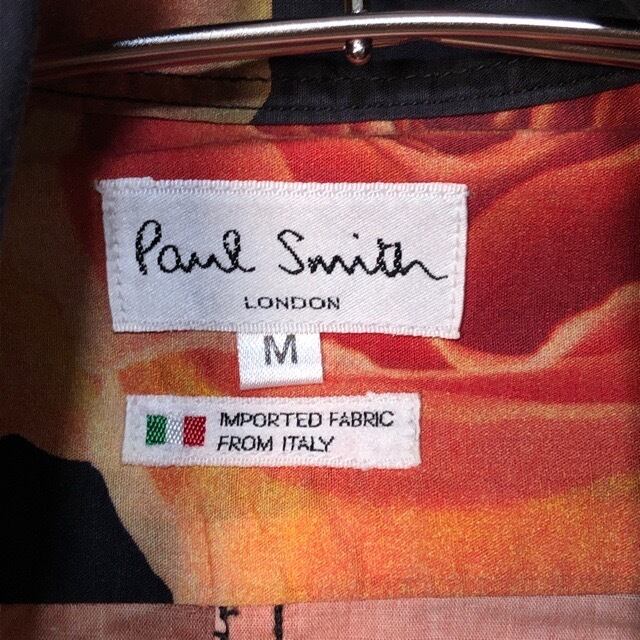 Paul Smith
LONDON
M
IMPORTED FABRIC
FROM ITALY